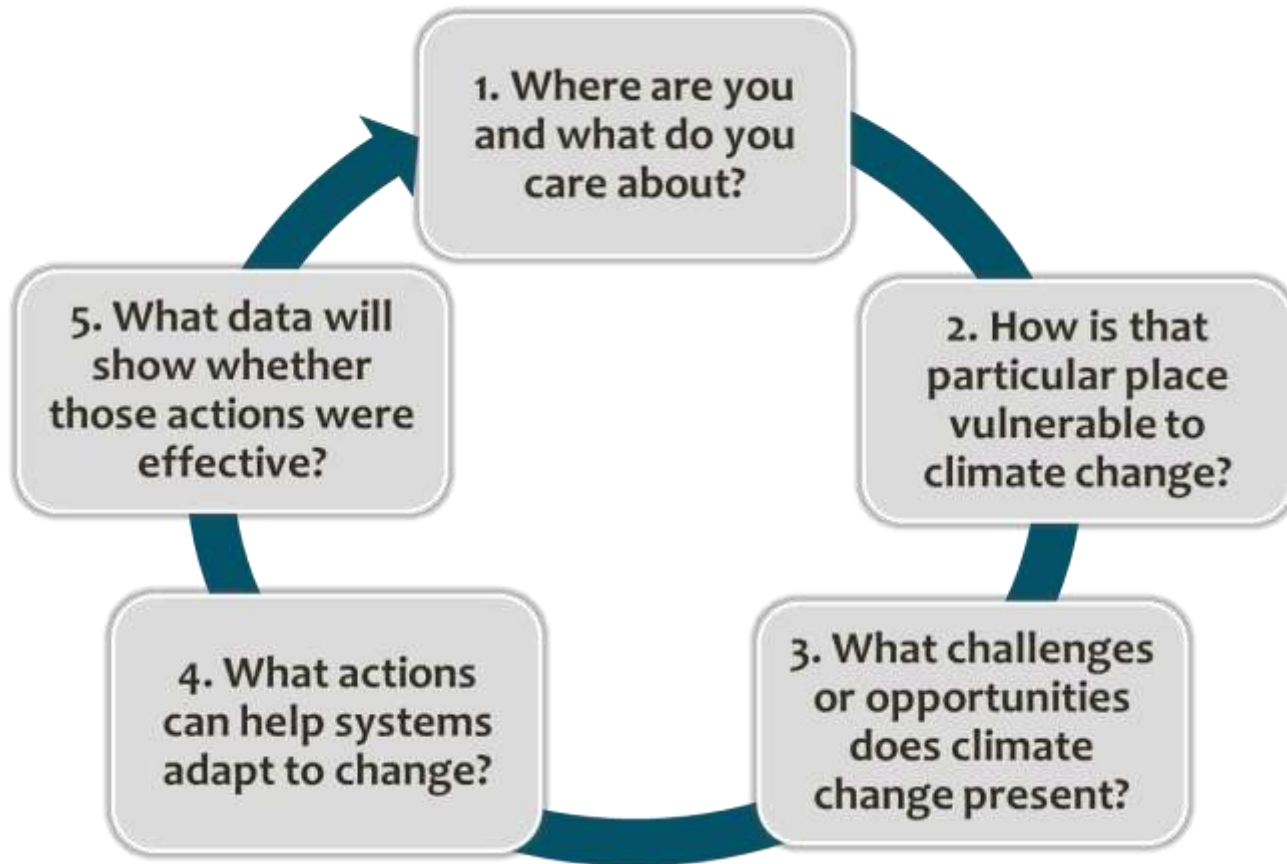 1. Where are you
and what do you
care about?
2. How is that
particular place
vulnerable to
climate change?
3. What challenges
or opportunities
does climate
change present?
4. What actions
can help systems
adapt to change?
5. What data will
show whether
those actions were
effective?